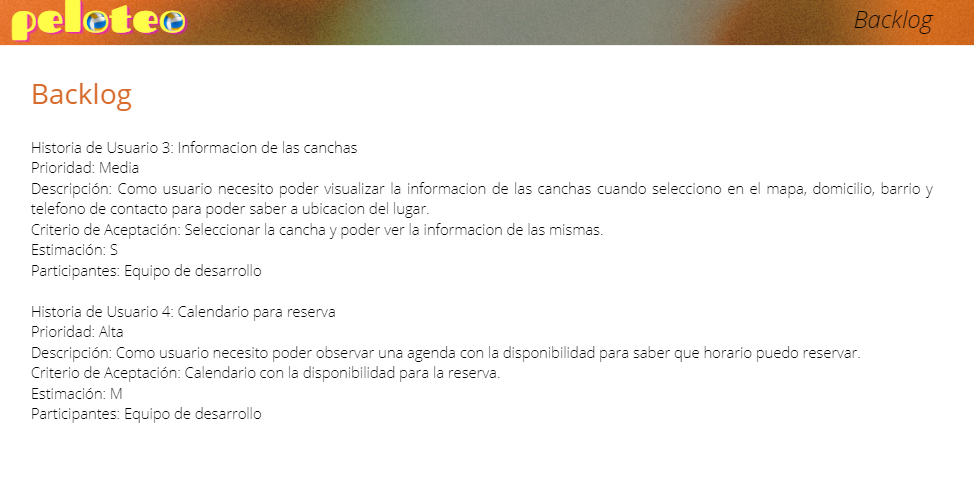 peloteo
Backlog
Backlog
Historia de Usuario 3: Informacion de las canchas
Prioridad: Media
Descripción: Como usuario necesito poder visualizar la informacion de las canchas cuando selecciono en el mapa, domicilio, barrio y
telefono de contacto para poder saber a ubicacion del lugar.
Criterio de Aceptación: Seleccionar la cancha y poder ver la informacion de las mismas.
Estimación: S
Participantes: Equipo de desarrollo
Historia de Usuario 4: Calendario para reserva
Prioridad: Alta
Descripción: Como usuario necesito poder observar una agenda con la disponibilidad para saber que horario puedo reservar.
Criterio de Aceptación: Calendario con la disponibilidad para la reserva.
Estimación: M
Participantes: Equipo de desarrollo